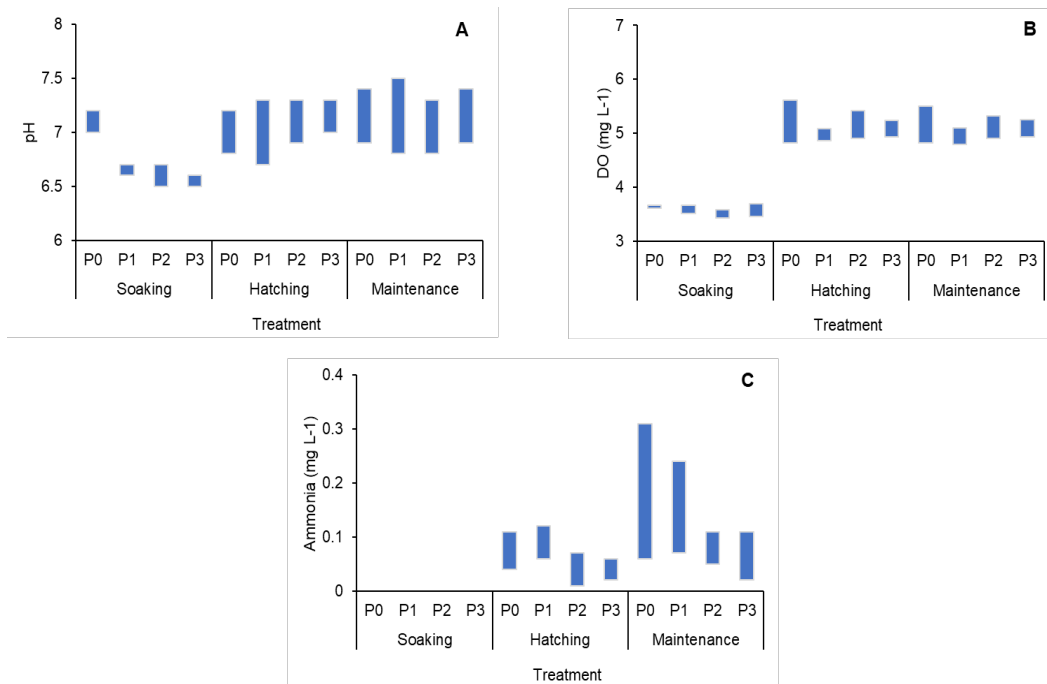 A
8
7.5
7
6.5
6
pH
P0 P1 P2 P3 P0 P1 P2 P3 P0 P1 P2 P3
Soaking Hatching Maintenance
Treatment
B
7
6
5
4
3
DO (mg L-1)
P0 P1 P2 P3 P0 P1 P2 P3 P0 P1 P2 P3
Soaking Hatching Maintenance
Treatment
C
0.4
0.3
0.2
0.1
0
Ammonia (mg L-1)
P0 P1 P2 P3 P0 P1 P2 P3 P0 P1 P2 P3
Soaking Hatching Maintenance
Treatment